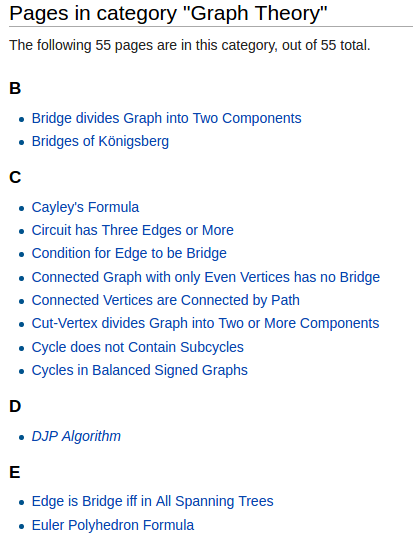 Pages in category "Graph Theory"
The following 55 pages are in this category, out of 55 total.
B
Bridge divides Graph into Two Components
Bridges of Königsberg
C
Cayley's Formula
Circuit has Three Edges or More
Condition for Edge to be Bridge
Connected Graph with only Even Vertices has no Bridge
Connected Vertices are Connected by Path
Cut-Vertex divides Graph into Two or More Components
Cycle does not Contain Subcycles
Cycles in Balanced Signed Graphs
D
DJP Algorithm
E
Edge is Bridge iff in All Spanning Trees
Euler Polyhedron Formula